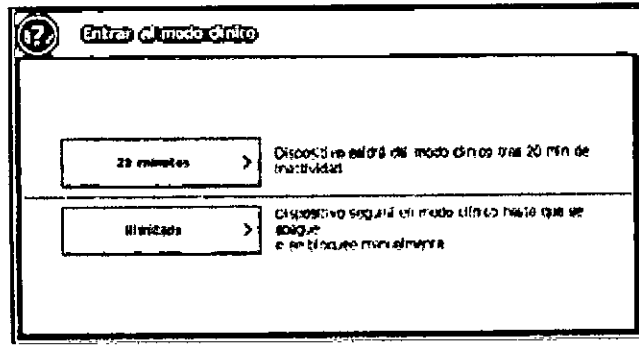 Entrar al modo clínico
20 minutos
Dispositivo saldrá del modo clínico tras 20 min de
inactividad
Ilimitado
Dispositivo seguirá en modo clínico hasta que se
apague
o se bloquee manualmente